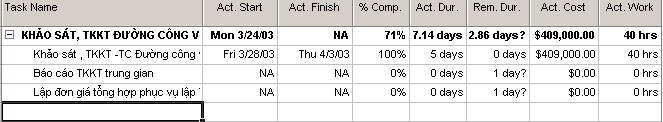 Task Name Act. Start Act. Finish % Comp. Act. Dur. Rem. Dur. Act. Cost Act. Work
KHẢO SÁT, TKKT ĐƯỜNG CÔNG V Mon 3/24/03 NA 71% 7.14 days 2.86 days? $409,000.00 40 hrs
Khảo sát , TKKT -TC Đường công Fri 3/28/03 Thu 4/3/03 100% 5 days 0 days $409,000.00 40 hrs
Báo cáo TKKT trung gian NA NA 0% 0 days 1 day? $0.00 0 hrs
Lập đơn giá tổng hợp phục vụ lập NA NA 0% 0 days 1 day? $0.00 0 hrs